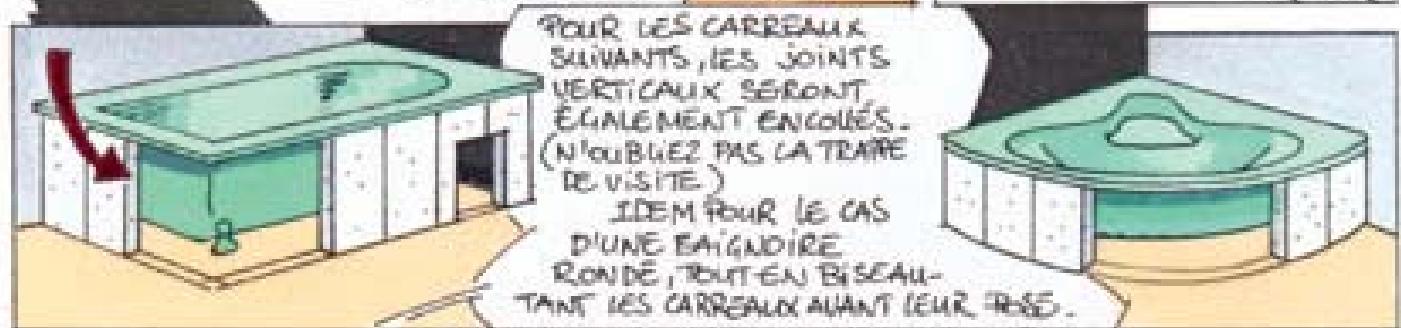 POUR LES CARREAUX
SUIVANTS, LES JOINTS
VERTICAUX SERONT
ÉGALEMENT ENCOLLÉS.
(N'OUBLIEZ PAS LA TRAPPE
DE VISITE)
IDEM POUR LE CAS
D'UNE BAIGNOIRE
RONDE, TOUT EN BISEAU-
TANT LES CARREAUX AVANT LEUR POSE.